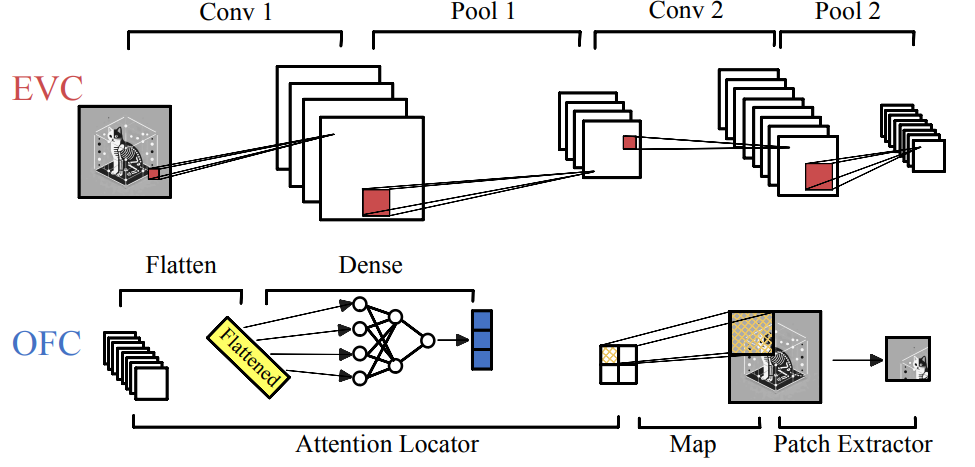 Conv 1
Pool 1
Conv 2
Pool 2
EVC
Flatten
Dense
OFC
Flattened
Attention Locator
Map
Patch Extractor